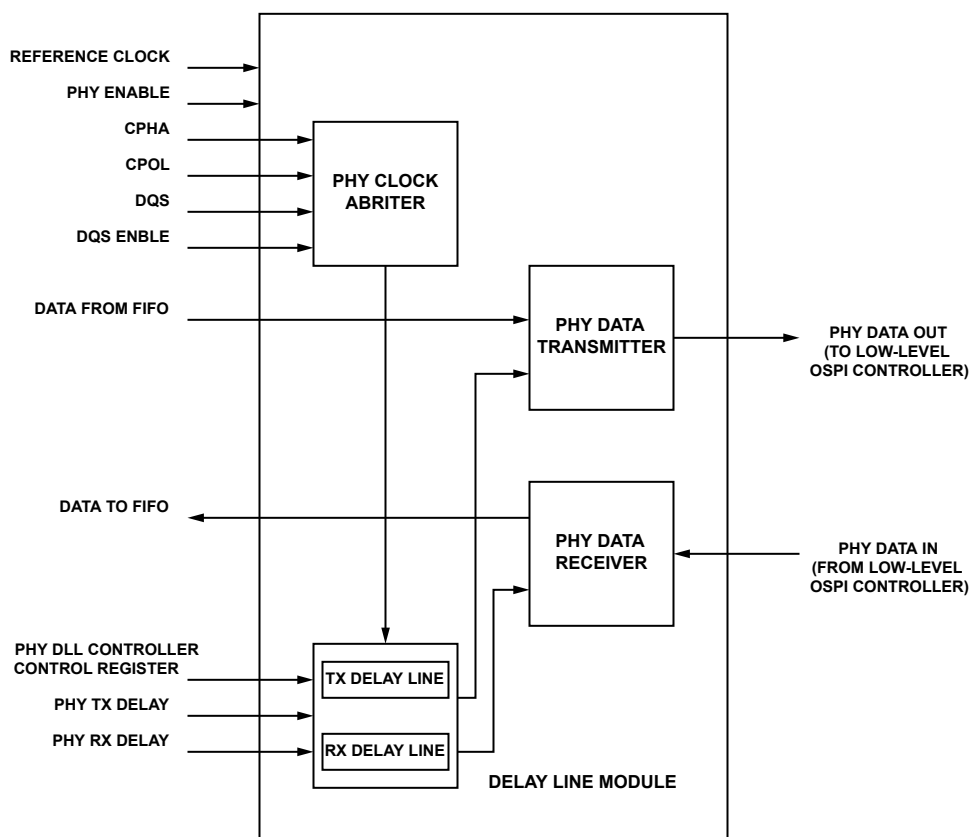 REFERENCE CLOCK
PHY ENABLE
CPHA
CPOL
DQS
DQS ENBLE
PHY CLOCK
ABRITER
DATA FROM FIFO
PHY DATA
TRANSMITTER
PHY DATA OUT
(TO LOW-LEVEL
OSPI CONTROLLER)
DATA TO FIFO
PHY DATA
RECEIVER
PHY DATA IN
(FROM LOW-LEVEL
OSPI CONTROLLER)
PHY DLL CONTROLLER
CONTROL REGISTER
PHY TX DELAY
PHY RX DELAY
TX DELAY LINE
RX DELAY LINE
DELAY LINE MODULE